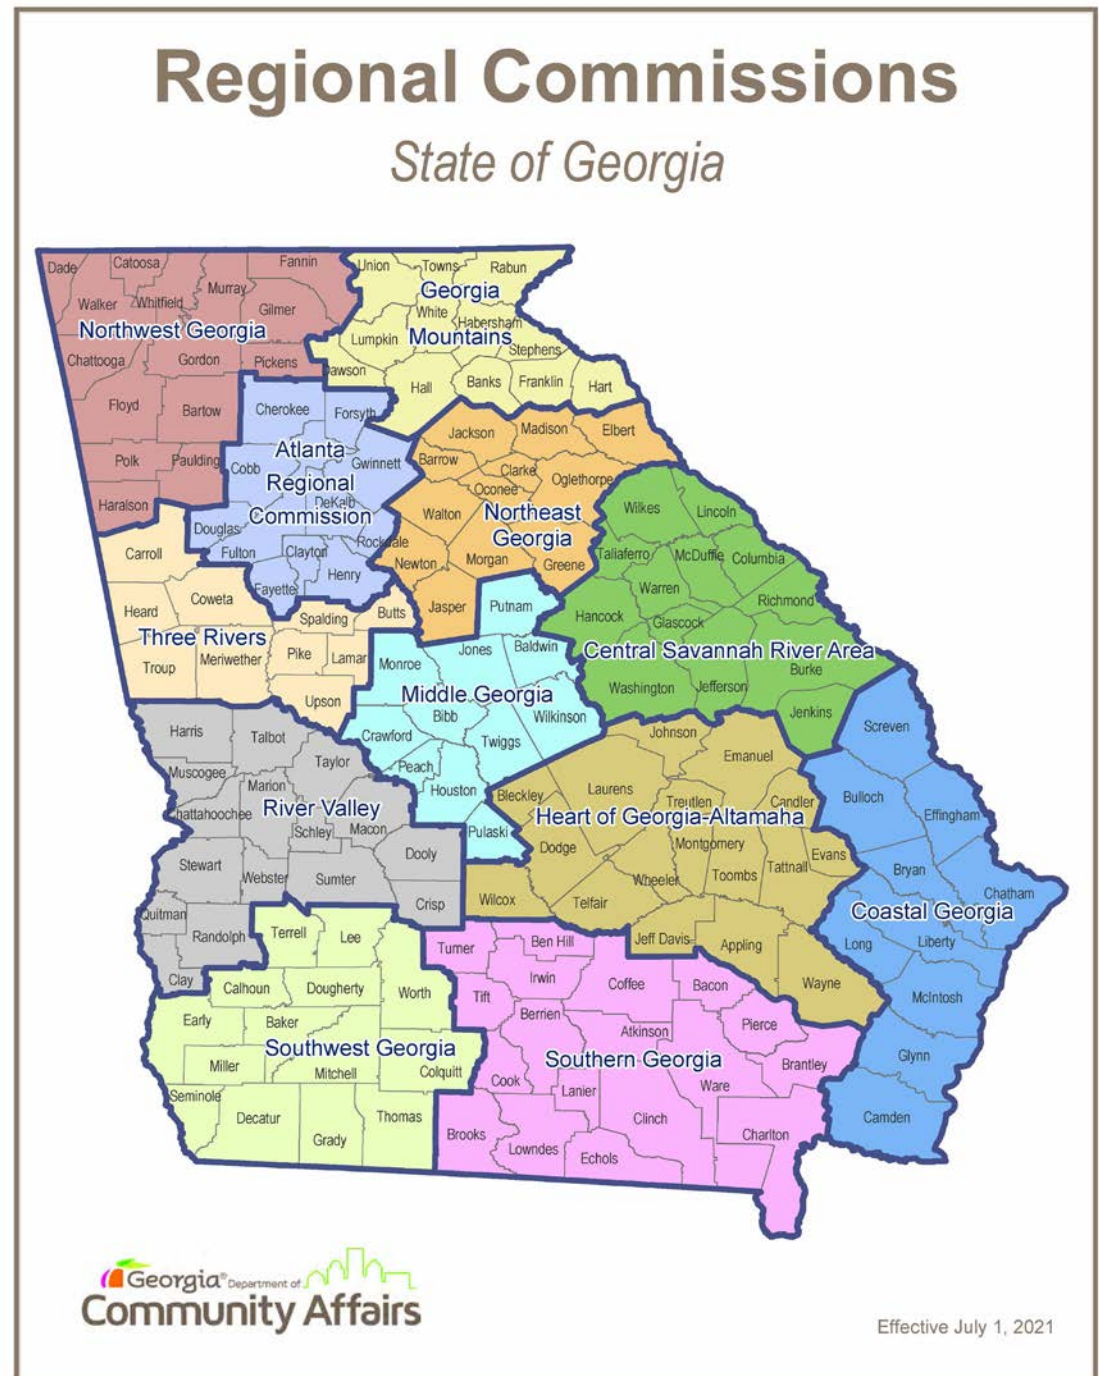 Regional Commissions
State of Georgia
Dade
Catoosa
Fannin
Union
Towns
Rabun
Murray
Walker
Whitfield
Gilmer
Georgia
White
Habersham
Northwest Georgia
Lumpkin
Mountains
Stephens
Chattooga
Gordon
Pickens
Dawson
Hall
Banks
Franklin
Hart
Floyd
Bartow
Cherokee
Forsyth
Jackson
Madison
Elbert
Polk
Paulding
Cobb
Atlanta
Gwinnett
Barrow
Clarke
Oglethorpe
Regional
Oconee
Haralson
DeKalb
Commission
Walton
Northeast
Wilkes
Lincoln
Douglas
Georgia
Carroll
Fulton
Clayton
Rockdale
Newton
Morgan
Greene
Taliaferro
McDuffie
Columbia
Fayette
Henry
Warren
Richmond
Heard
Coweta
Spalding
Butts
Jasper
Putnam
Hancock
Glascock
Three Rivers
Troup
Meriwether
Pike
Lamar
Monroe
Jones
Baldwin
Central Savannah River Area
Burke
Upson
Middle Georgia
Washington
Jefferson
Bibb
Wilkinson
Jenkins
Screven
Harris
Talbot
Crawford
Twiggs
Johnson
Emanuel
Muscogee
Taylor
Peach
Marion
Houston
Bleckley
Laurens
Treutlen
Candler
Bulloch
Effingham
Chattahoochee
River Valley
Heart of Georgia-Altamaha
Schley
Macon
Pulaski
Dodge
Montgomery
Evans
Stewart
Dooly
Webster
Sumter
Wheeler
Toombs
Tattnall
Bryan
Chatham
Quitman
Crisp
Wilcox
Telfair
Coastal Georgia
Randolph
Terrell
Lee
Turner
Ben Hill
Jeff Davis
Appling
Long
Liberty
Clay
Calhoun
Dougherty
Worth
Irwin
Coffee
Bacon
Wayne
McIntosh
Tift
Early
Baker
Berrien
Atkinson
Pierce
Southwest Georgia
Southern Georgia
Glynn
Miller
Mitchell
Colquitt
Brantley
Cook
Lanier
Ware
Seminole
Decatur
Grady
Thomas
Brooks
Lowndes
Echols
Clinch
Charlton
Camden
Georgia® Department of
Community Affairs
Effective July 1, 2021